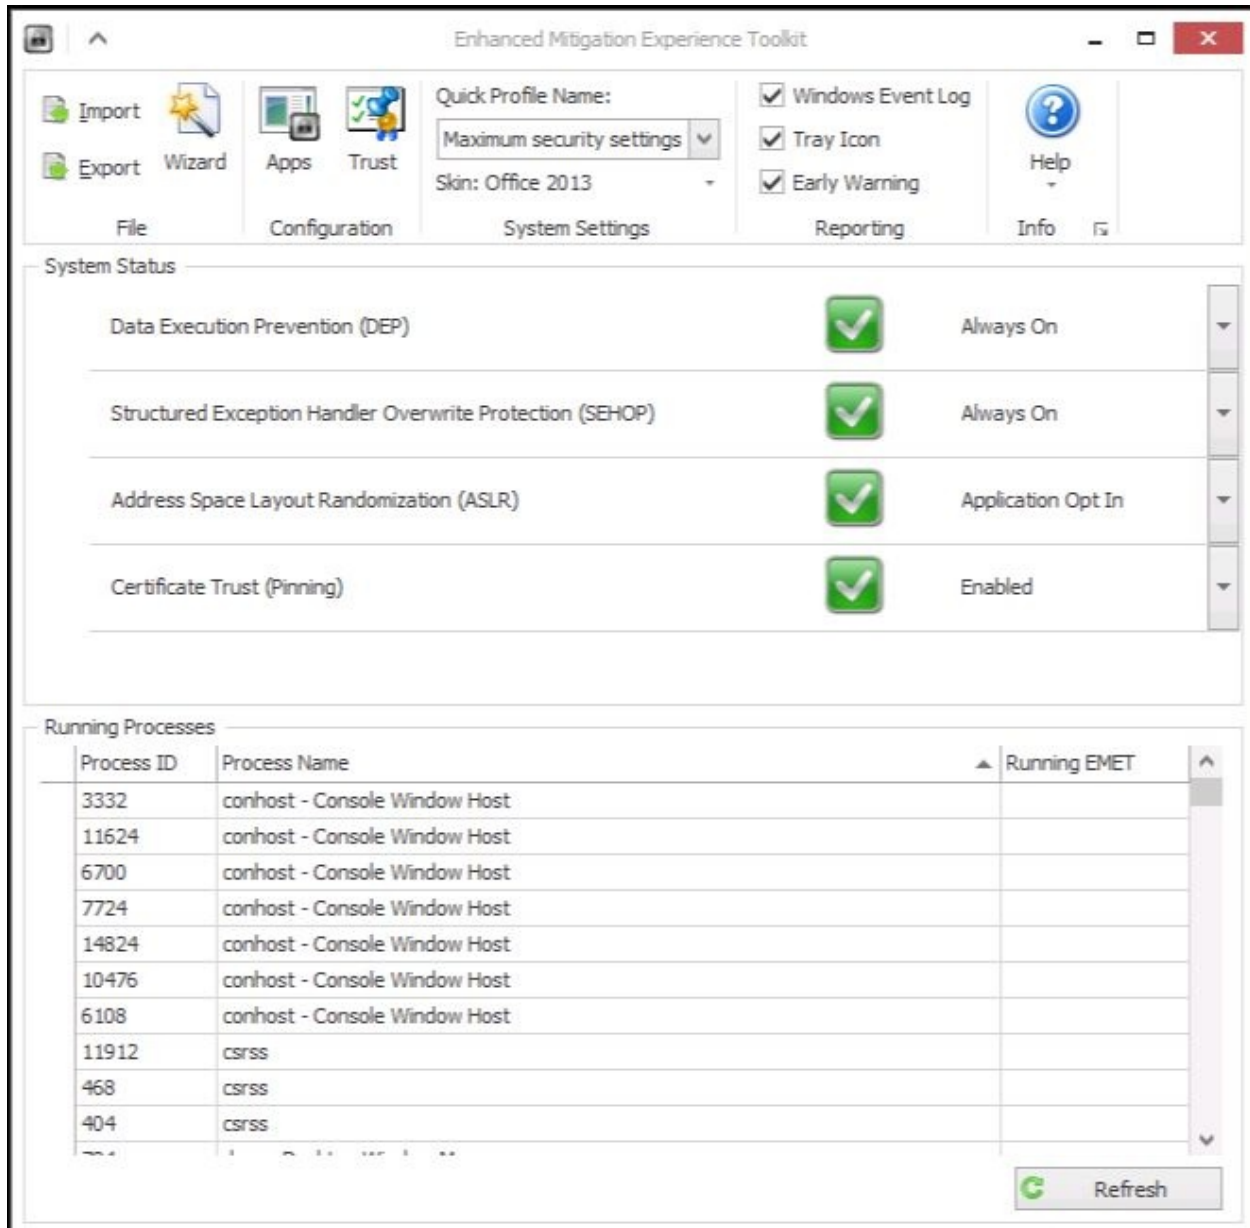 Enhanced Mitigation Experience Toolkit
Import
Export
Wizard
Apps
Trust
Quick Profile Name:
Maximum security settings
Skin: Office 2013
Windows Event Log
Tray Icon
Early Warning
Help
File
Configuration
System Settings
Reporting
Info
System Status
Data Execution Prevention (DEP) Always On
Structured Exception Handler Overwrite Protection (SEHOP) Always On
Address Space Layout Randomization (ASLR) Application Opt In
Certificate Trust (Pinning) Enabled
Running Processes
Process ID Process Name Running EMET
3332 conhost - Console Window Host
11624 conhost - Console Window Host
6700 conhost - Console Window Host
7724 conhost - Console Window Host
14824 conhost - Console Window Host
10476 conhost - Console Window Host
6108 conhost - Console Window Host
11912 csrss
468 csrss
404 csrss
Refresh